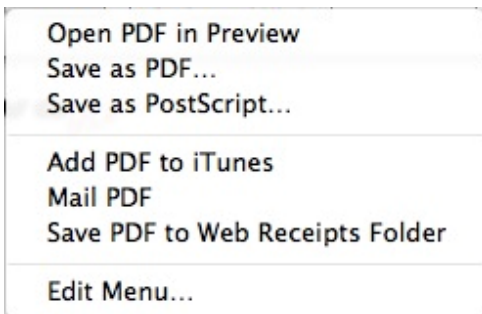 Open PDF in Preview
Save as PDF...
Save as PostScript...
Add PDF to iTunes
Mail PDF
Save PDF to Web Receipts Folder
Edit Menu...